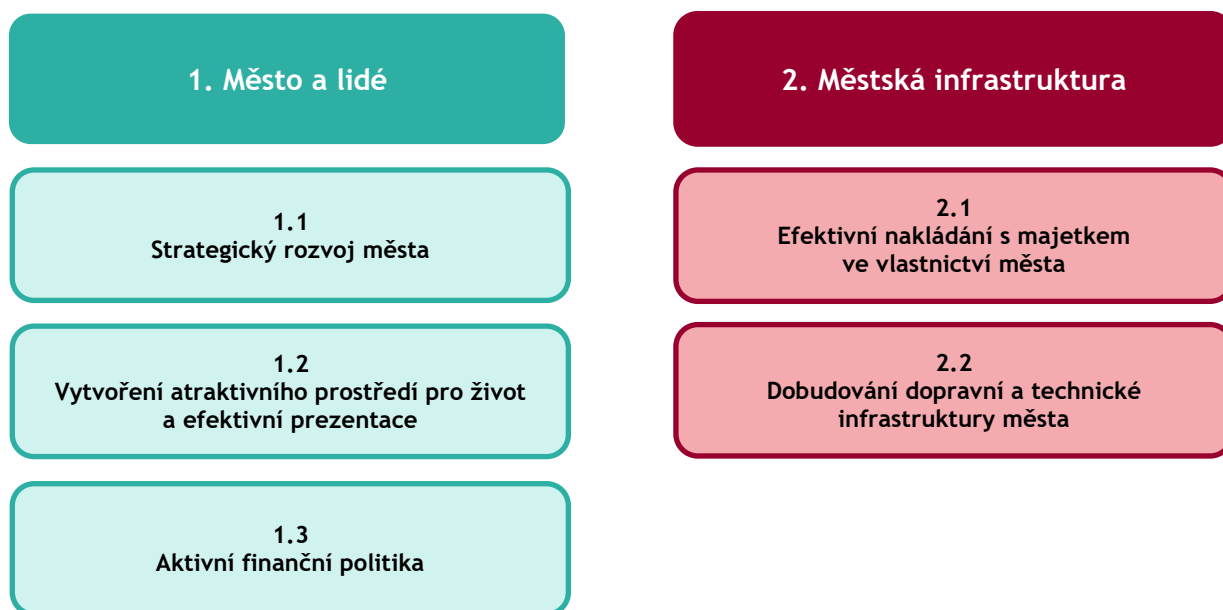 1. Město a lidé
1.1
Strategický rozvoj města
1.2
Vytvoření atraktivního prostředí pro život
a efektivní prezentace
1.3
Aktivní finanční politika
2. Městská infrastruktura
2.1
Efektivní nakládání s majetkem
ve vlastnictví města
2.2
Dobudování dopravní a technické
infrastruktury města